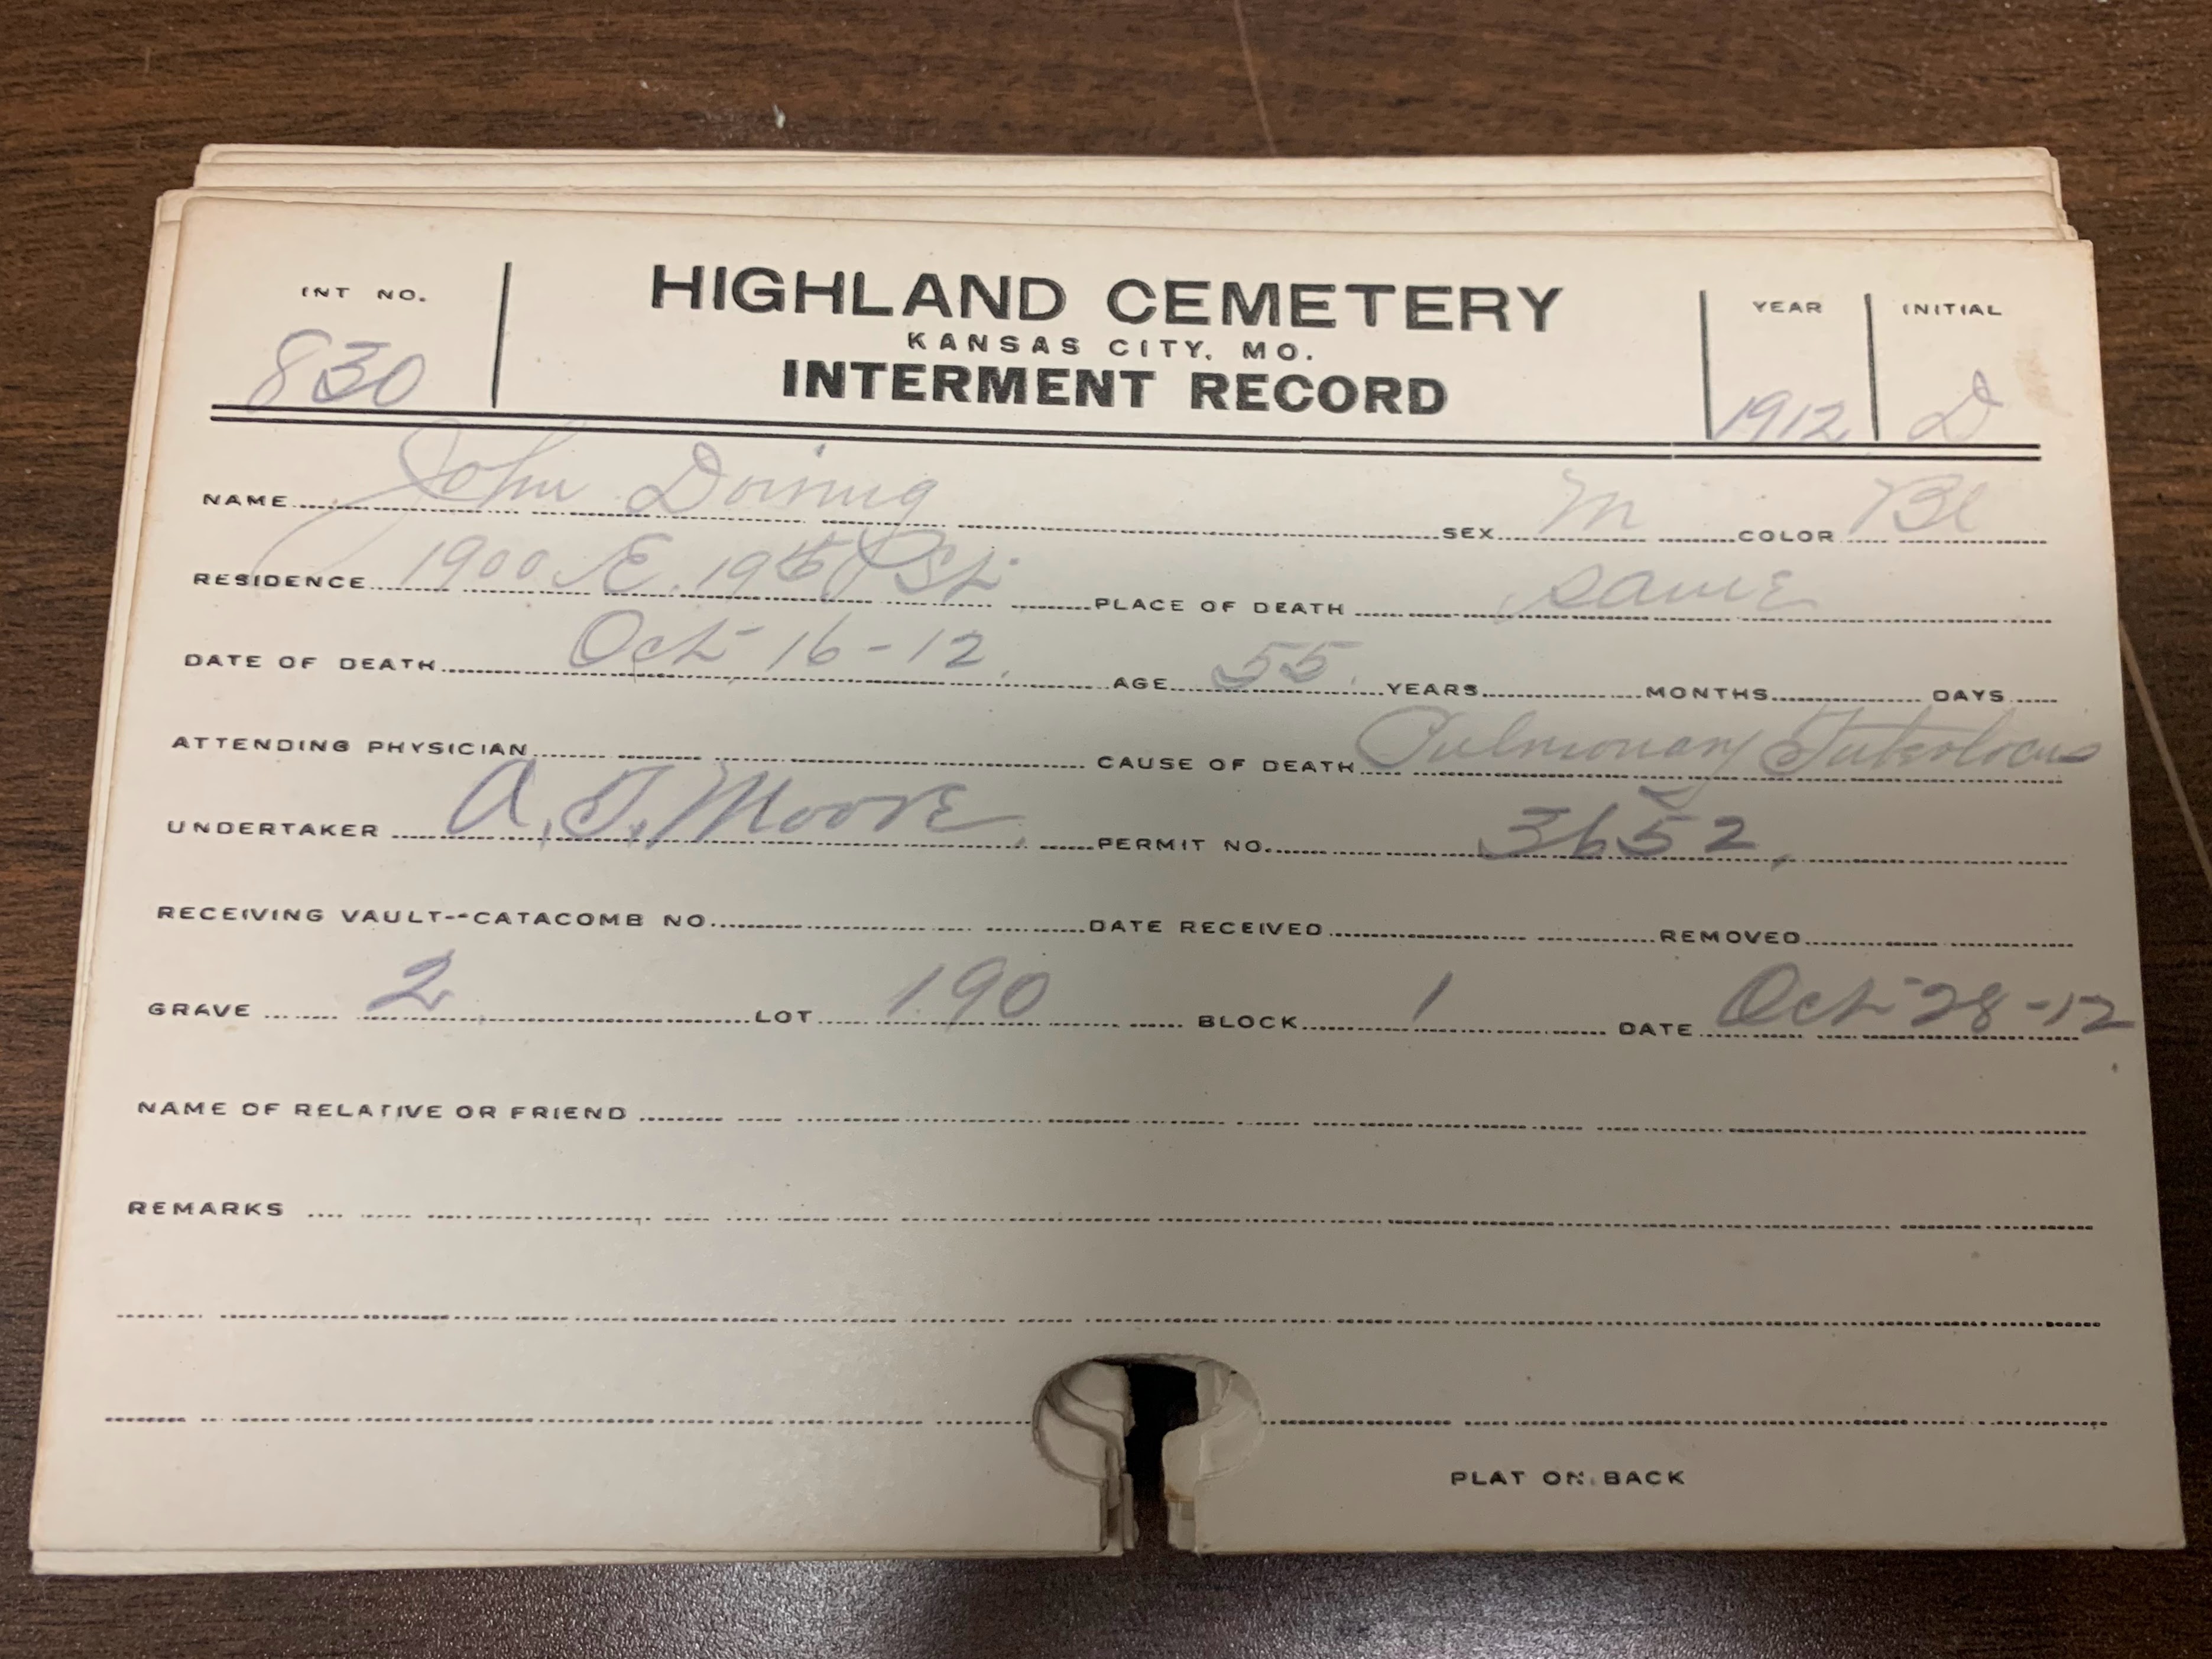 INT NO. HIGHLAND CEMETERY YEAR INITIAL
KANSAS CITY, MO.
830 INTERMENT RECORD 1912 D
NAME John Doring SEX M COLOR Bl
RESIDENCE 1900 E. 19th St. PLACE OF DEATH same
DATE OF DEATH Oct 16-12. AGE 55. YEARS MONTHS DAYS
ATTENDING PHYSICIAN CAUSE OF DEATH Pulmonary
UNDERTAKER A. T. Moore. PERMIT NO. 3652,
RECEIVING VAULT--CATACOMB NO. DATE RECEIVED REMOVED
GRAVE 2 LOT 190 BLOCK 1 DATE Oct-28-12
NAME OF RELATIVE OR FRIEND
REMARKS
PLAT ON BACK